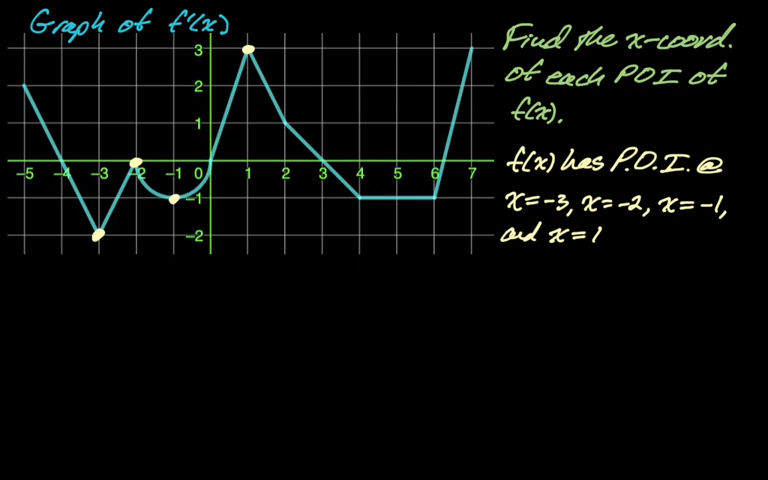 Graph of f'(x)
3
2
1
-5 -4 -3 -2 -1 0 1 2 3 4 5 6 7
-1
-2
Find the x-coord.
of each POI of
f(x).
f(x) has P.O.I. @
x=-3, x=-2, x=-1,
and x=1